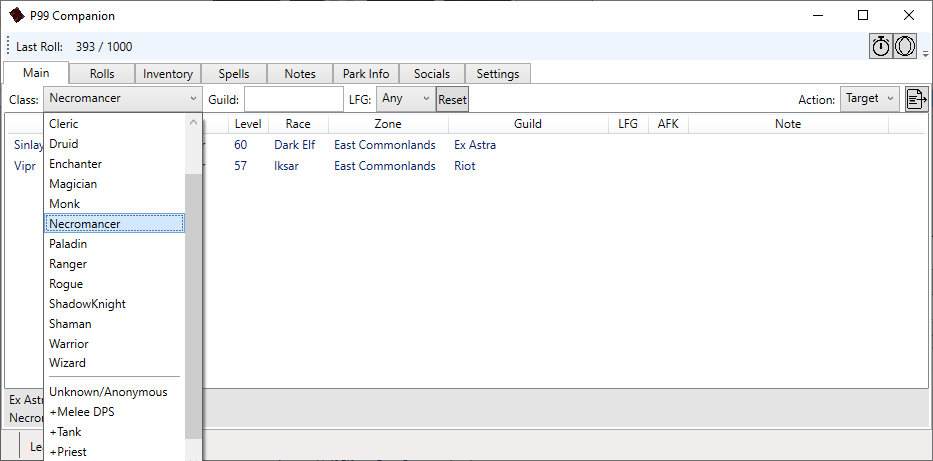 P99 Companion
Last Roll: 393 / 1000
Main Rolls Inventory Spells Notes Park Info Socials Settings
Class: Necromancer Guild: LFG: Any Reset Action: Target
Level Race Zone Guild LFG AFK Note
Sinlay 60 Dark Elf East Commonlands Ex Astra
Vipr 57 Iksar East Commonlands Riot
Cleric
Druid
Enchanter
Magician
Monk
Necromancer
Paladin
Ranger
Rogue
ShadowKnight
Shaman
Warrior
Wizard
Unknown/Anonymous
+Melee DPS
+Tank
+Priest
Ex Astr